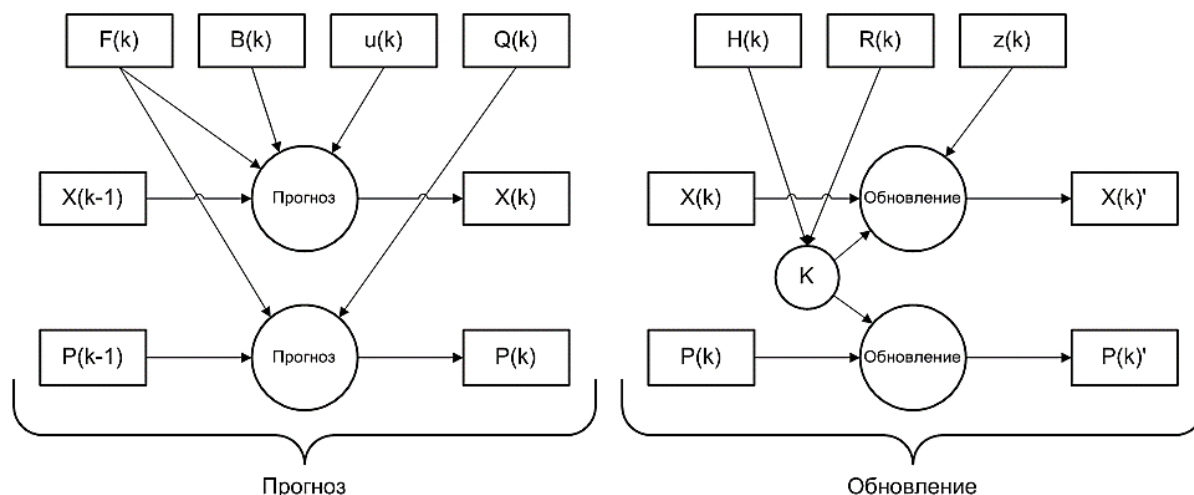 F(k)
B(k)
u(k)
Q(k)
X(k-1)
Прогноз
X(k)
P(k-1)
Прогноз
P(k)
Прогноз
H(k)
R(k)
z(k)
X(k)
Обновление
X(k)'
K
P(k)
Обновление
P(k)'
Обновление